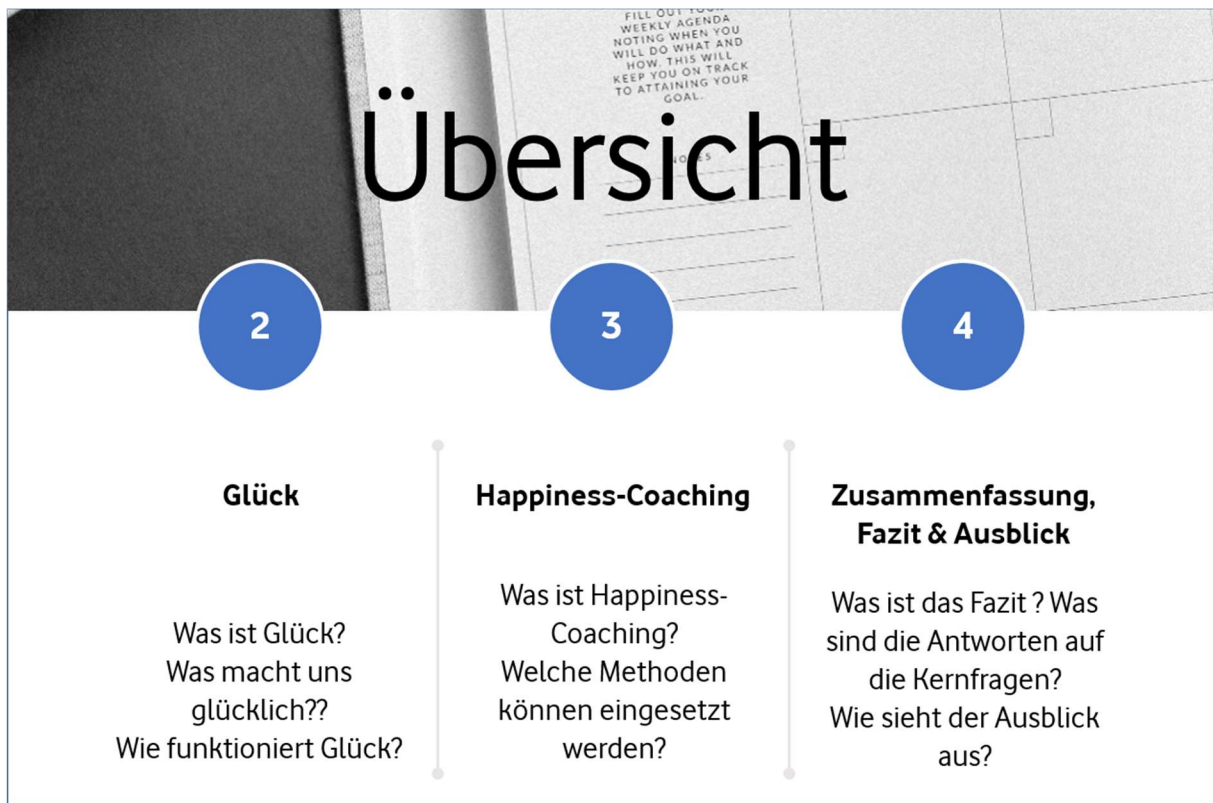 FILL OUT YOUR
WEEKLY AGENDA
NOTING WHEN YOU
WILL DO WHAT AND
HOW. THIS WILL
KEEP YOU ON TRACK
TO ATTAINING YOUR
GOAL.
NOTES
Übersicht
2
3
4
Glück
Was ist Glück?
Was macht uns
glücklich??
Wie funktioniert Glück?
Happiness-Coaching
Was ist Happiness-
Coaching?
Welche Methoden
können eingesetzt
werden?
Zusammenfassung,
Fazit & Ausblick
Was ist das Fazit ? Was
sind die Antworten auf
die Kernfragen?
Wie sieht der Ausblick
aus?